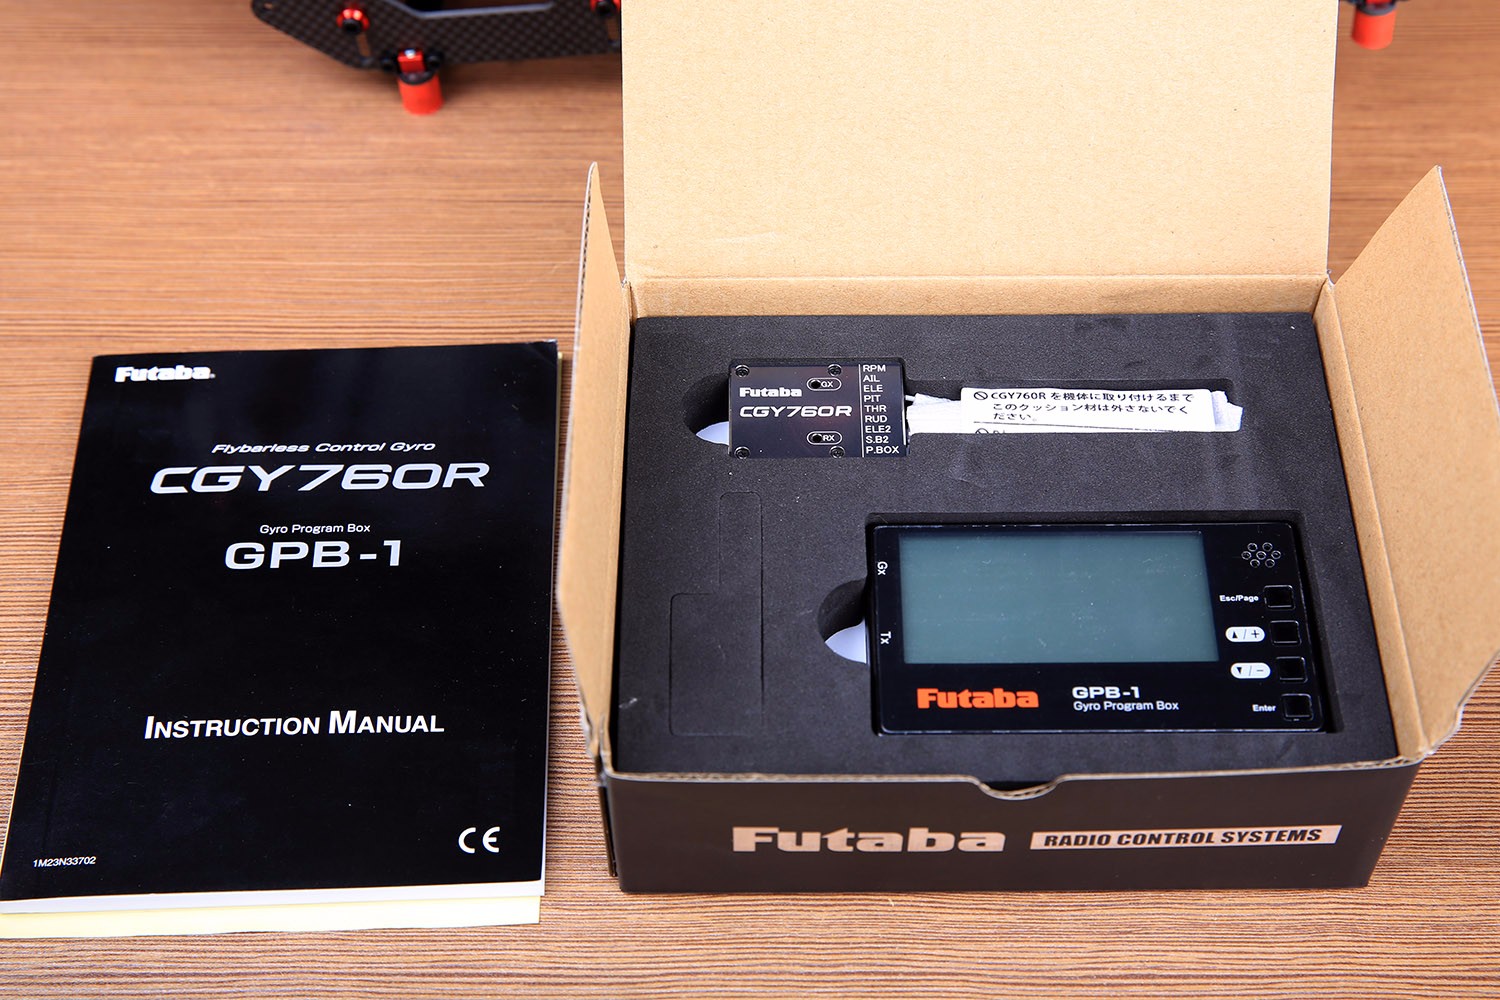 Futaba
Flybarless Control Gyro
CGY760R
Gyro Program Box
GPB-1
INSTRUCTION MANUAL
CE
1M23N33702
Futaba
CGY760R
GX
RX
RPM
AIL
ELE
PIT
THR
RUD
ELE2
S.B2
P.BOX
CGY760R を機体に取り付けるまで
このクッション材は外さないでく
ださい。
Gx
Tx
Esc/Page
▲/+
▼/-
Enter
Futaba
GPB-1
Gyro Program Box
Futaba
RADIO CONTROL SYSTEMS